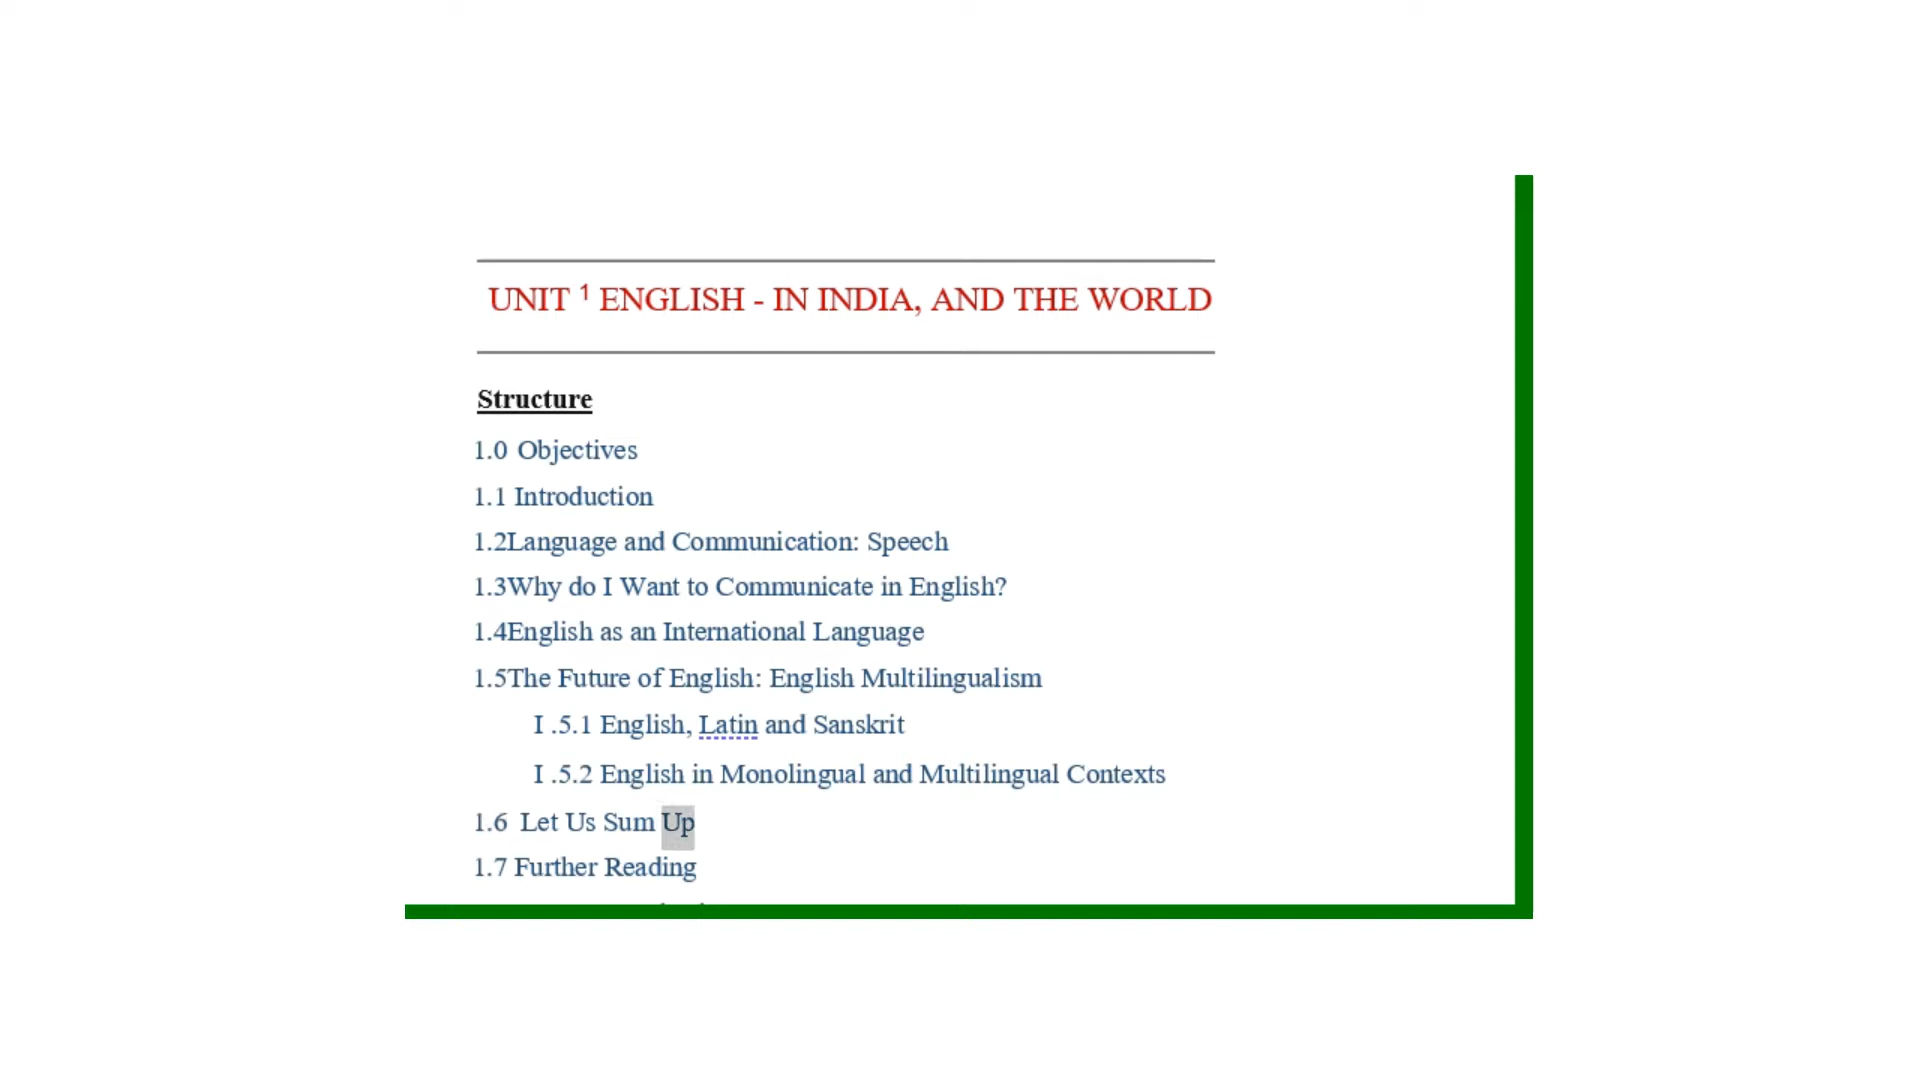 UNIT 1 ENGLISH - IN INDIA, AND THE WORLD
Structure
1.0 Objectives
1.1 Introduction
1.2Language and Communication: Speech
1.3Why do I Want to Communicate in English?
1.4English as an International Language
1.5The Future of English: English Multilingualism
I .5.1 English, Latin and Sanskrit
I .5.2 English in Monolingual and Multilingual Contexts
1.6 Let Us Sum Up
1.7 Further Reading